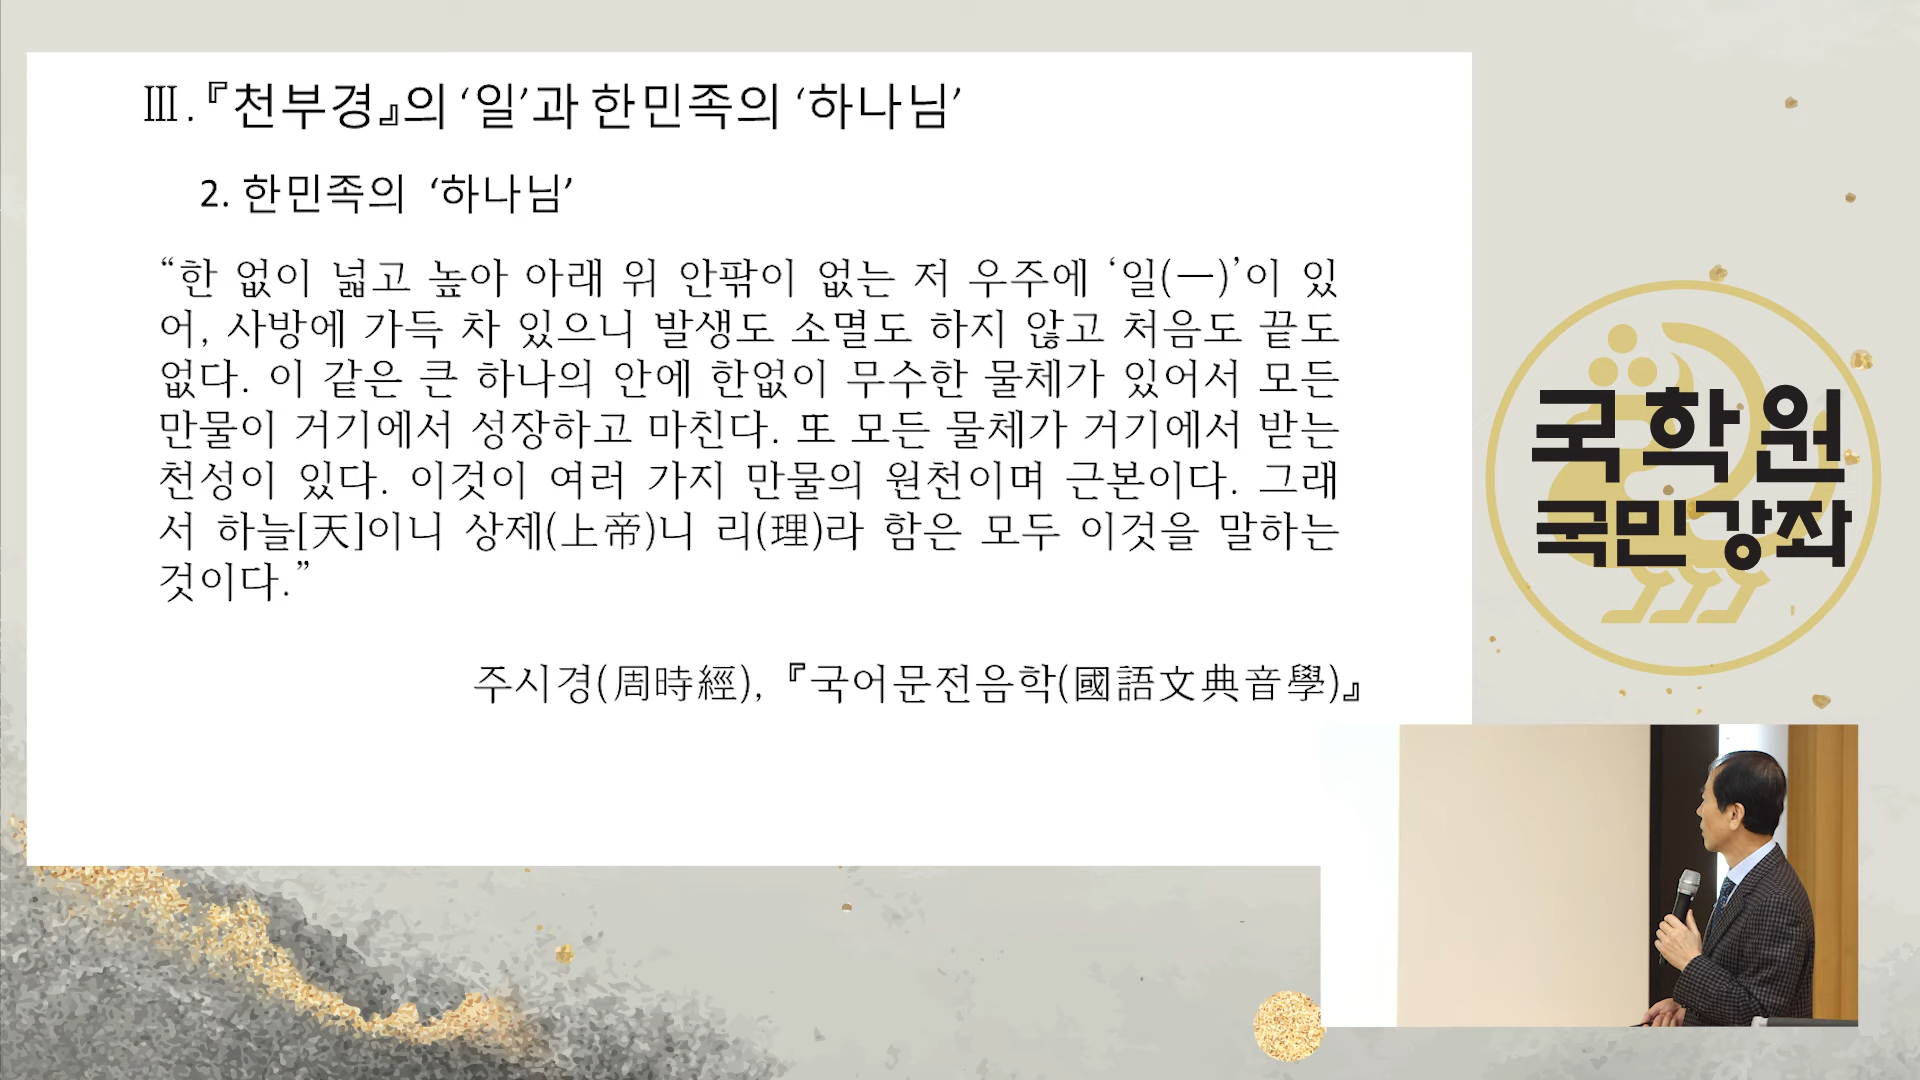 Ⅲ. 『천부경』의 ‘일’과 한민족의 ‘하나님’
2. 한민족의 ‘하나님’
“한 없이 넓고 높아 아래 위 안팎이 없는 저 우주에 ‘일(一)’이 있
어, 사방에 가득 차 있으니 발생도 소멸도 하지 않고 처음도 끝도
없다. 이 같은 큰 하나의 안에 한없이 무수한 물체가 있어서 모든
만물이 거기에서 성장하고 마친다. 또 모든 물체가 거기에서 받는
천성이 있다. 이것이 여러 가지 만물의 원천이며 근본이다. 그래
서 하늘[天]이니 상제(上帝)니 리(理)라 함은 모두 이것을 말하는
것이다.”
주시경(周時經), 『국어문전음학(國語文典音學)』
국학원
국민강좌